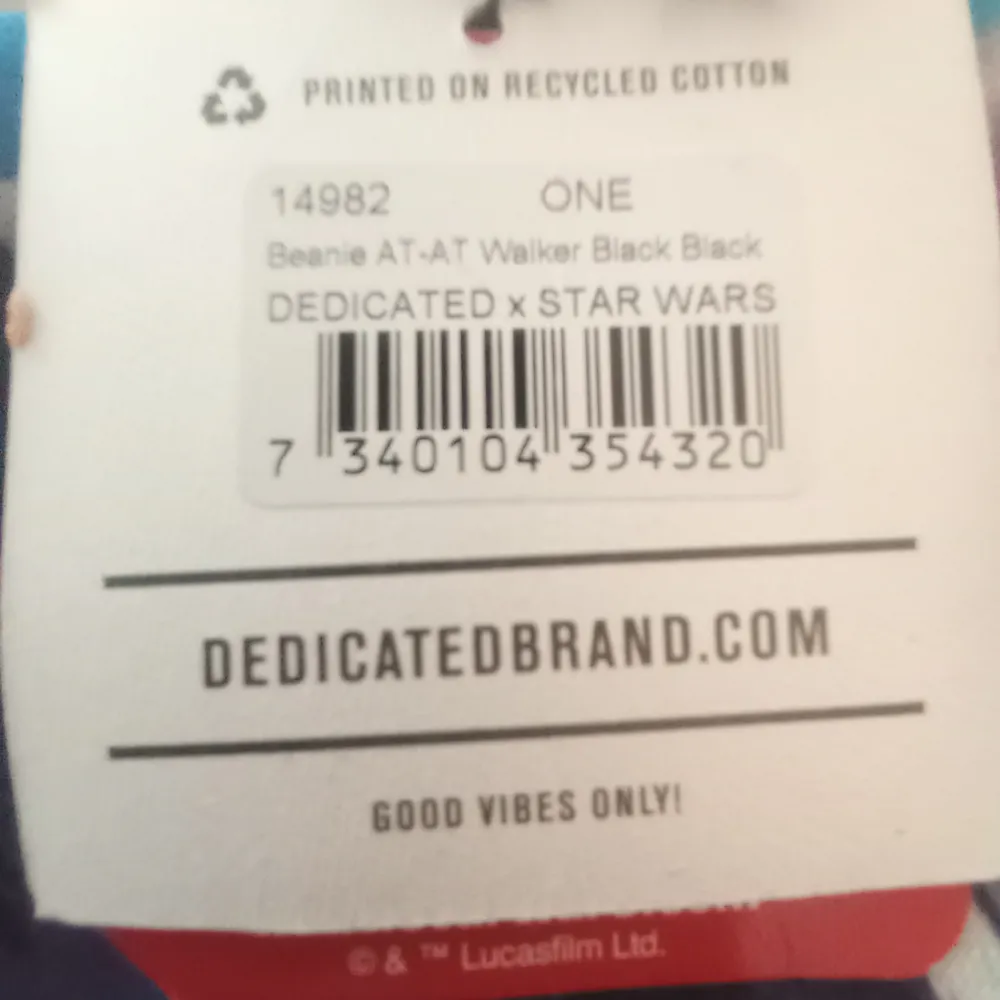 PRINTED ON RECYCLED COTTON
14982 ONE
Beanie AT-AT Walker Black Black
DEDICATED x STAR WARS
7 340104 354320
DEDICATEDBRAND.COM
GOOD VIBES ONLY!
© & ™ Lucasfilm Ltd.